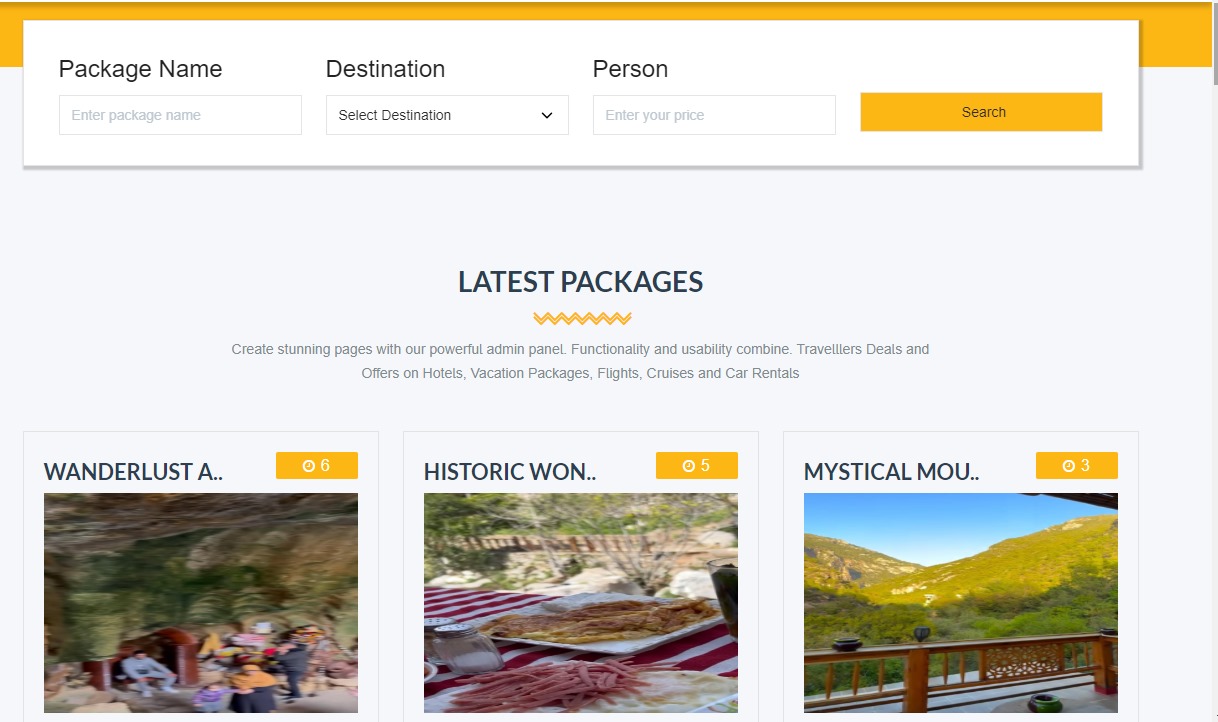 Package Name
Destination
Person
Enter package name
Select Destination
Enter your price
Search
LATEST PACKAGES
Create stunning pages with our powerful admin panel. Functionality and usability combine. Travelllers Deals and
Offers on Hotels, Vacation Packages, Flights, Cruises and Car Rentals
WANDERLUST A..
6
HISTORIC WON..
5
MYSTICAL MOU..
3